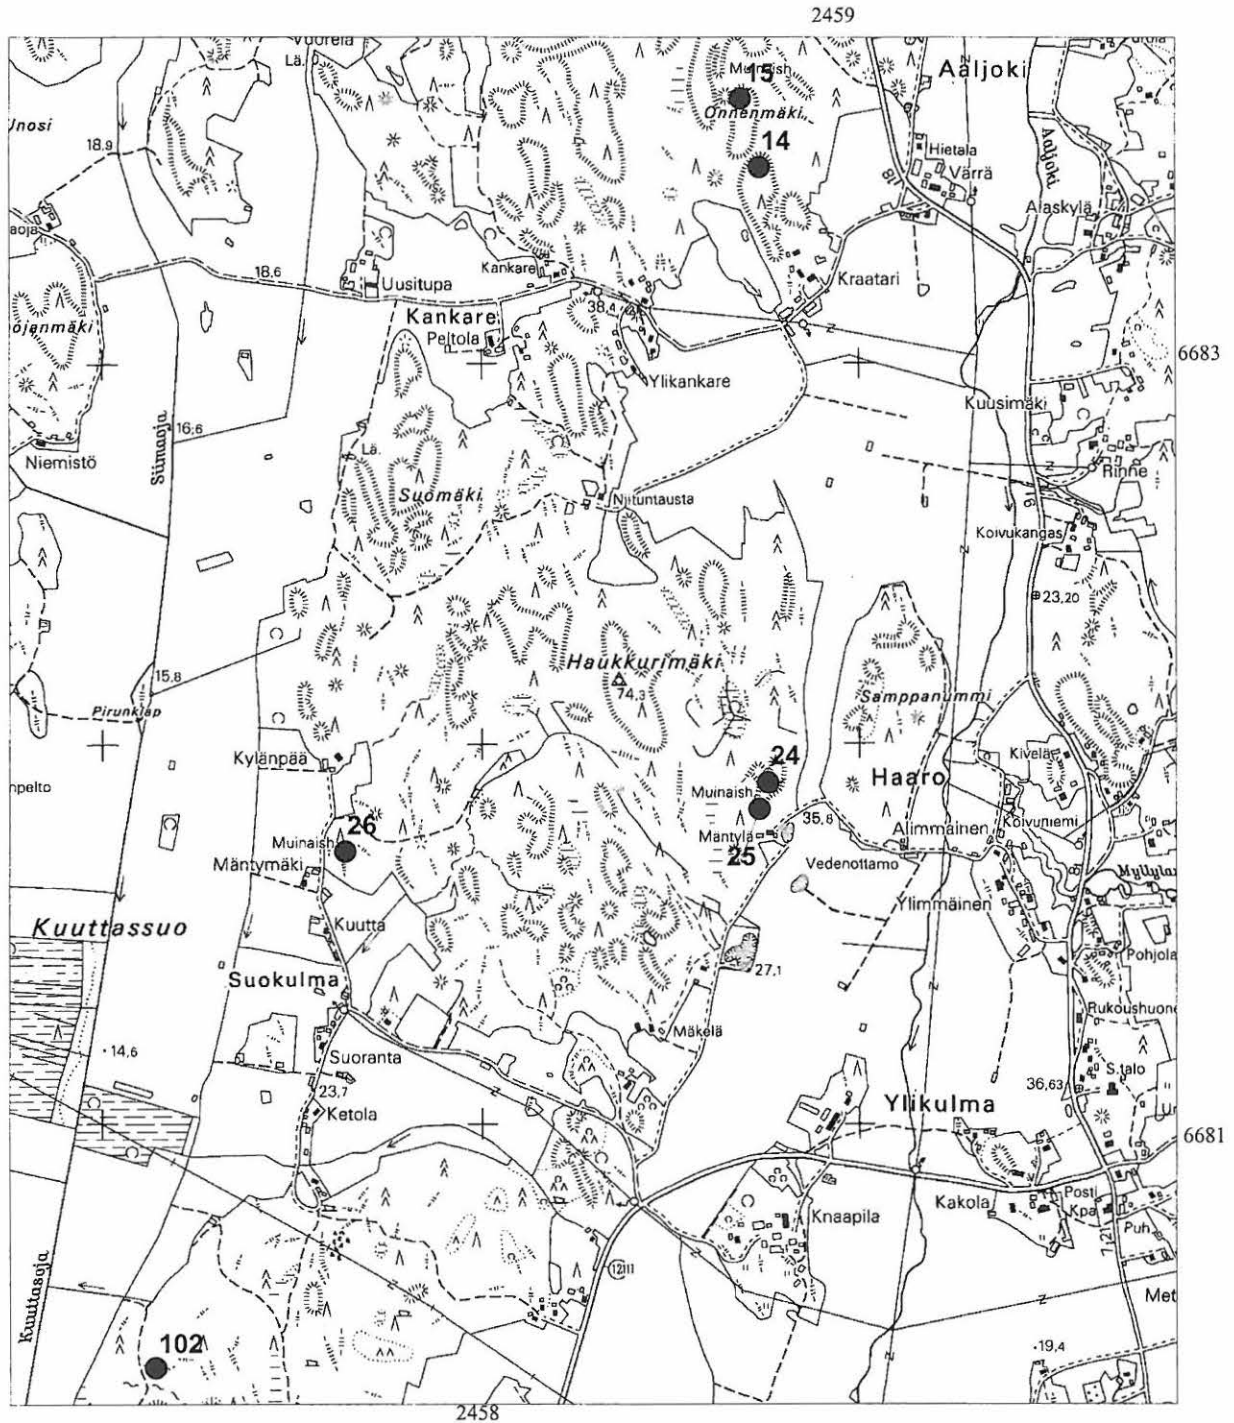 2459
Vuorela
Lä.
Muinaish
15
Onnenmäki
14
Aaljoki
Aaljoki
Hietala
Värrä
Alaskylä
18,9
18,6
Uusitupa
Kankare
38,4
Kraatari
Kankare
Peltola
Ylikankare
6683
Kuusimäki
Rinne
16,6
Siimaoja
Niemistö
Lä.
Suomäki
Niituntausta
Koivukangas
23,20
Haukkurimäki
74,3
Samppanummi
15,8
Pirunklap
Kylänpää
Kivelä
24
Muinaish
Haaro
26
Muinaish
Mäntylä
25
35,8
Alimmäinen
Koivuniemi
Mäntymäki
Vedenottamo
Ylimmäinen
Kuuttassuo
Kuutta
Pohjola
Suokulma
27,1
Mäkelä
Rukoushuone
14,6
Suoranta
36,63
S.talo
23,7
Ketola
Ylikulma
6681
Knaapila
Kakola
Posti
Kpa
Puh.
Kuuttasoja
Met
102
19,4
2458